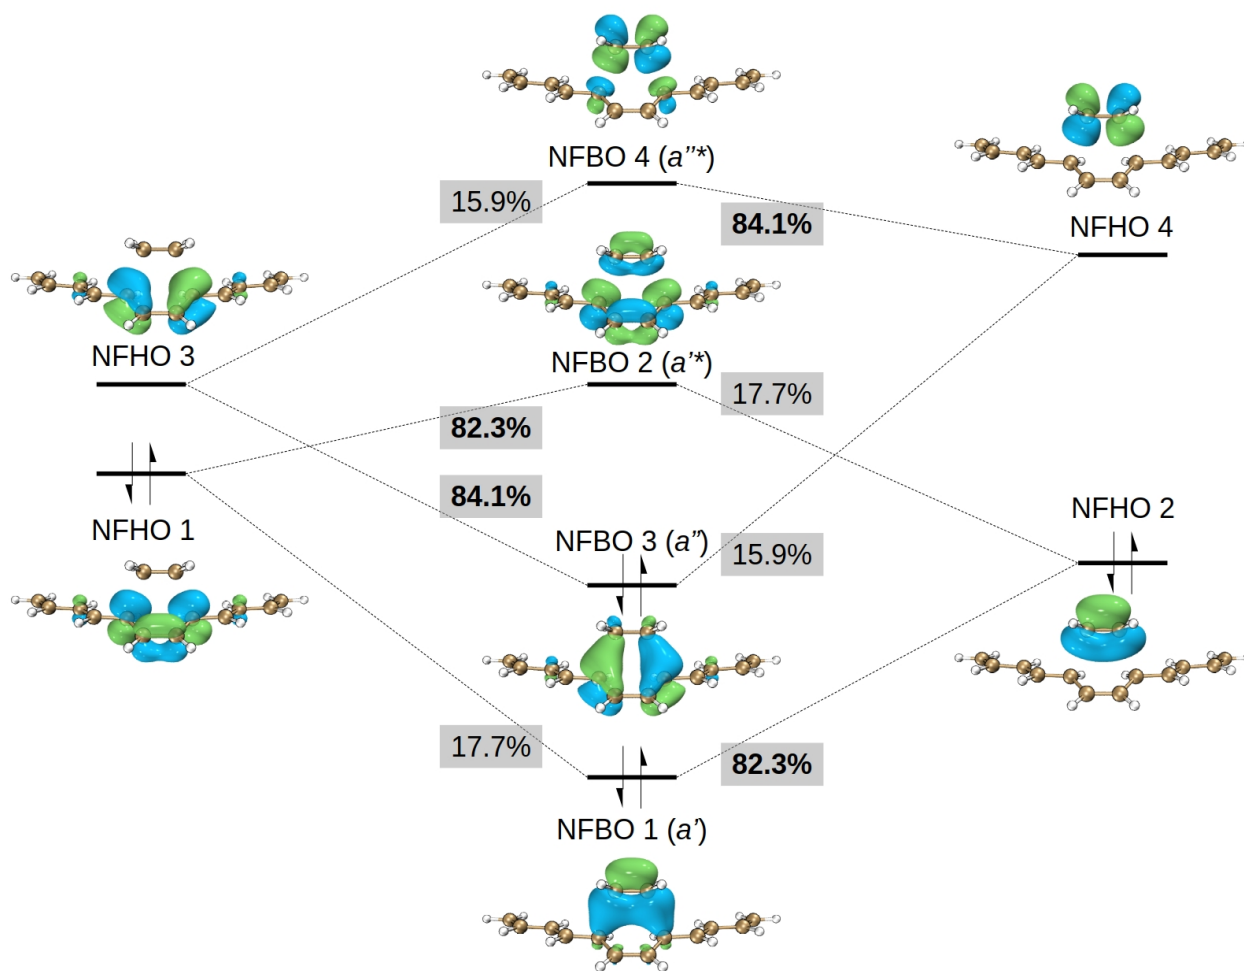 NFBO 4 (a''*)
15.9%
84.1%
NFHO 4
NFHO 3
NFBO 2 (a'*)
82.3%
17.7%
84.1%
NFHO 1
NFBO 3 (a'')
15.9%
NFHO 2
17.7%
82.3%
NFBO 1 (a')